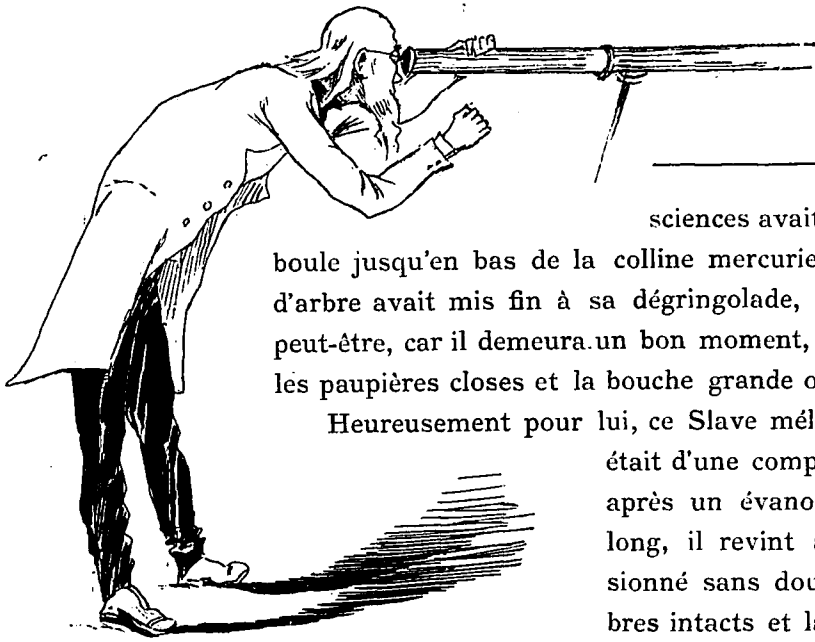 sciences avait
boule jusqu'en bas de la colline mercurie
d'arbre avait mis fin à sa dégringolade,
peut-être, car il demeura un bon moment,
les paupières closes et la bouche grande o
Heureusement pour lui, ce Slave mél
était d'une comp
après un évano
long, il revint a
sionné sans dou
bres intacts et la